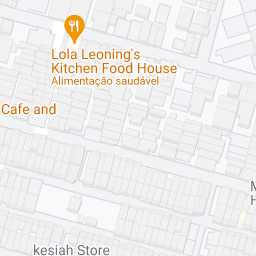 Lola Leoning's
Kitchen Food House
Alimentação saudável
Cafe and
M
H
kesiah Store